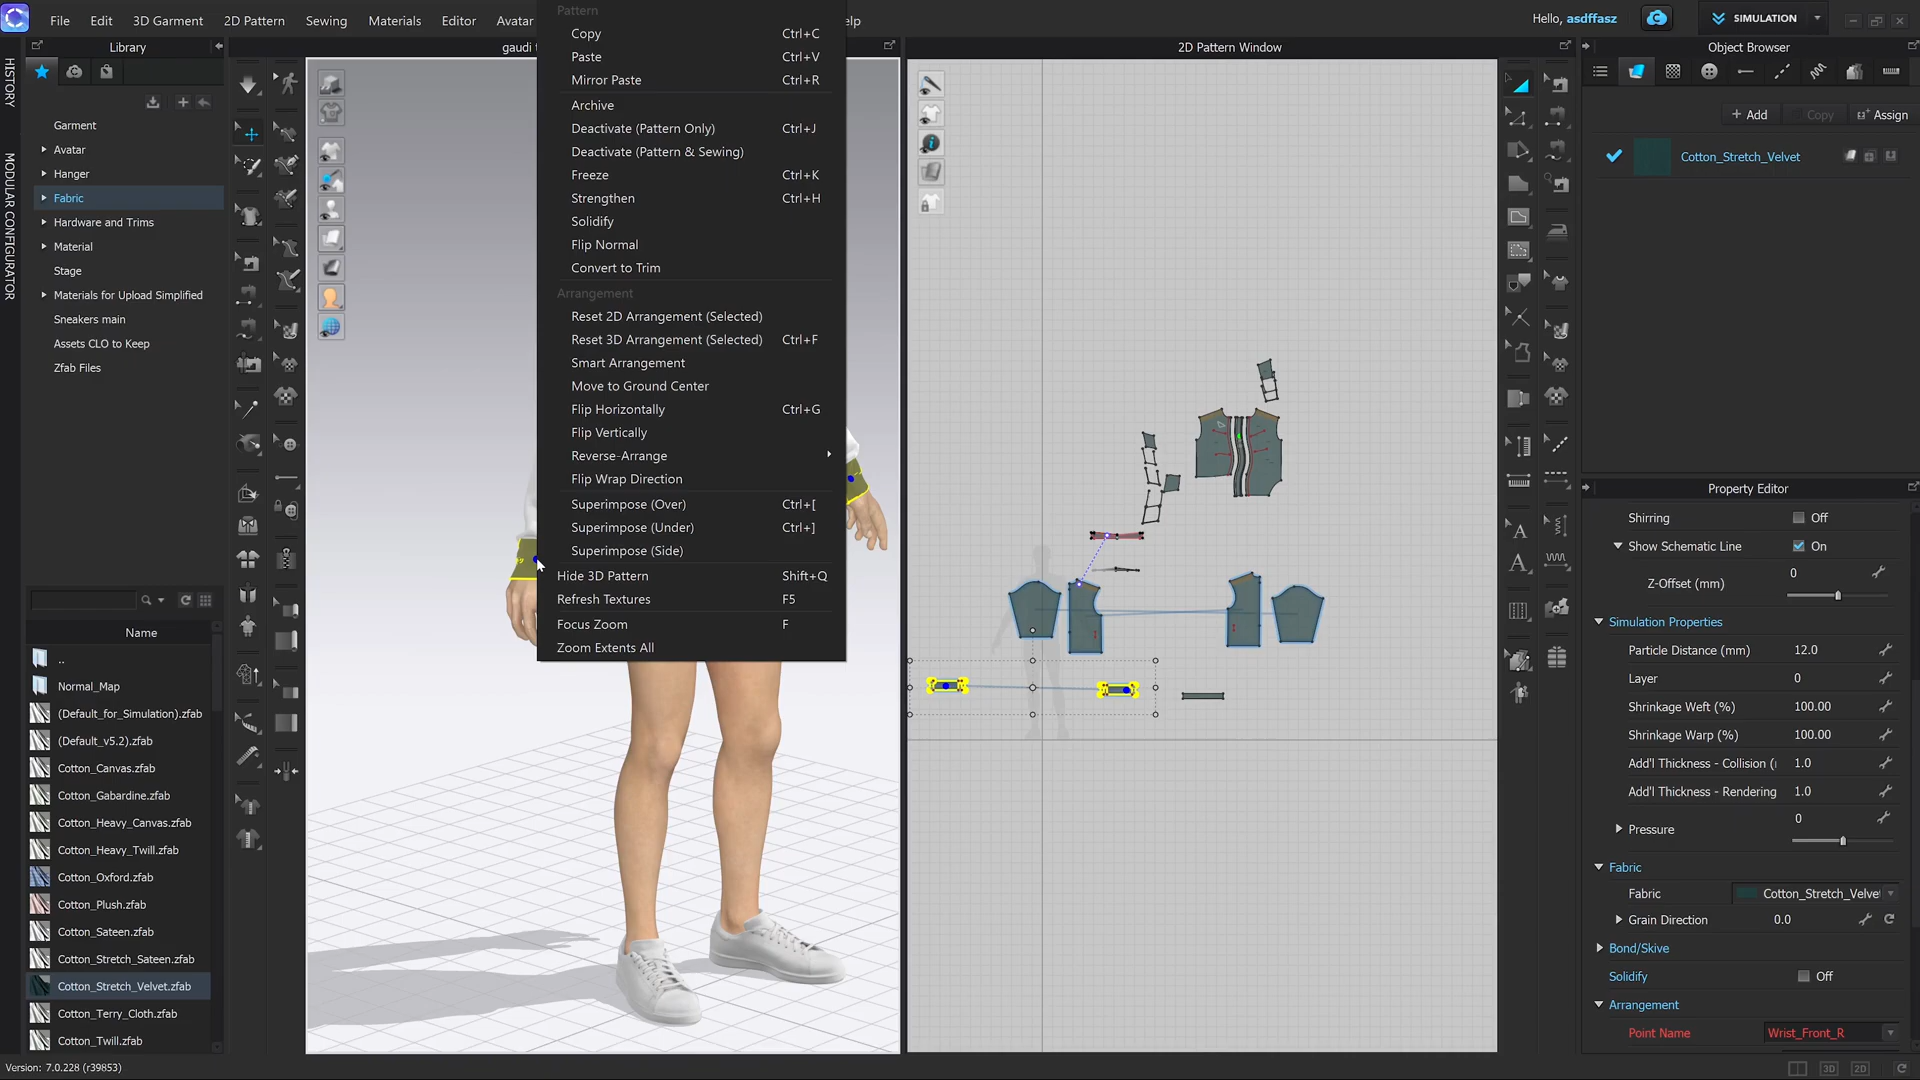 File
Edit
3D Garment
2D Pattern
Sewing
Materials
Editor
Avatar
elp
Hello, asdffasz
SIMULATION
HISTORY
MODULAR CONFIGURATOR
Library
Garment
Avatar
Hanger
Fabric
Hardware and Trims
Material
Stage
Materials for Upload Simplified
Sneakers main
Assets CLO to Keep
Zfab Files
Name
..
Normal_Map
(Default_for_Simulation).zfab
(Default_v5.2).zfab
Cotton_Canvas.zfab
Cotton_Gabardine.zfab
Cotton_Heavy_Canvas.zfab
Cotton_Heavy_Twill.zfab
Cotton_Oxford.zfab
Cotton_Plush.zfab
Cotton_Sateen.zfab
Cotton_Stretch_Sateen.zfab
Cotton_Stretch_Velvet.zfab
Cotton_Terry_Cloth.zfab
Cotton_Twill.zfab
Version: 7.0.228 (r39853)
gaudi t
Pattern
Copy Ctrl+C
Paste Ctrl+V
Mirror Paste Ctrl+R
Archive
Deactivate (Pattern Only) Ctrl+J
Deactivate (Pattern & Sewing)
Freeze Ctrl+K
Strengthen Ctrl+H
Solidify
Flip Normal
Convert to Trim
Arrangement
Reset 2D Arrangement (Selected)
Reset 3D Arrangement (Selected) Ctrl+F
Smart Arrangement
Move to Ground Center
Flip Horizontally Ctrl+G
Flip Vertically
Reverse-Arrange
Flip Wrap Direction
Superimpose (Over) Ctrl+[
Superimpose (Under) Ctrl+]
Superimpose (Side)
Hide 3D Pattern Shift+Q
Refresh Textures F5
Focus Zoom F
Zoom Extents All
2D Pattern Window
Object Browser
+ Add
Copy
Assign
Cotton_Stretch_Velvet
Property Editor
Shirring Off
Show Schematic Line On
Z-Offset (mm) 0
Simulation Properties
Particle Distance (mm) 12.0
Layer 0
Shrinkage Weft (%) 100.00
Shrinkage Warp (%) 100.00
Add'l Thickness - Collision (r 1.0
Add'l Thickness - Rendering 1.0
Pressure 0
Fabric
Fabric Cotton_Stretch_Velvet
Grain Direction 0.0
Bond/Skive
Solidify Off
Arrangement
Point Name Wrist_Front_R
3D
2D